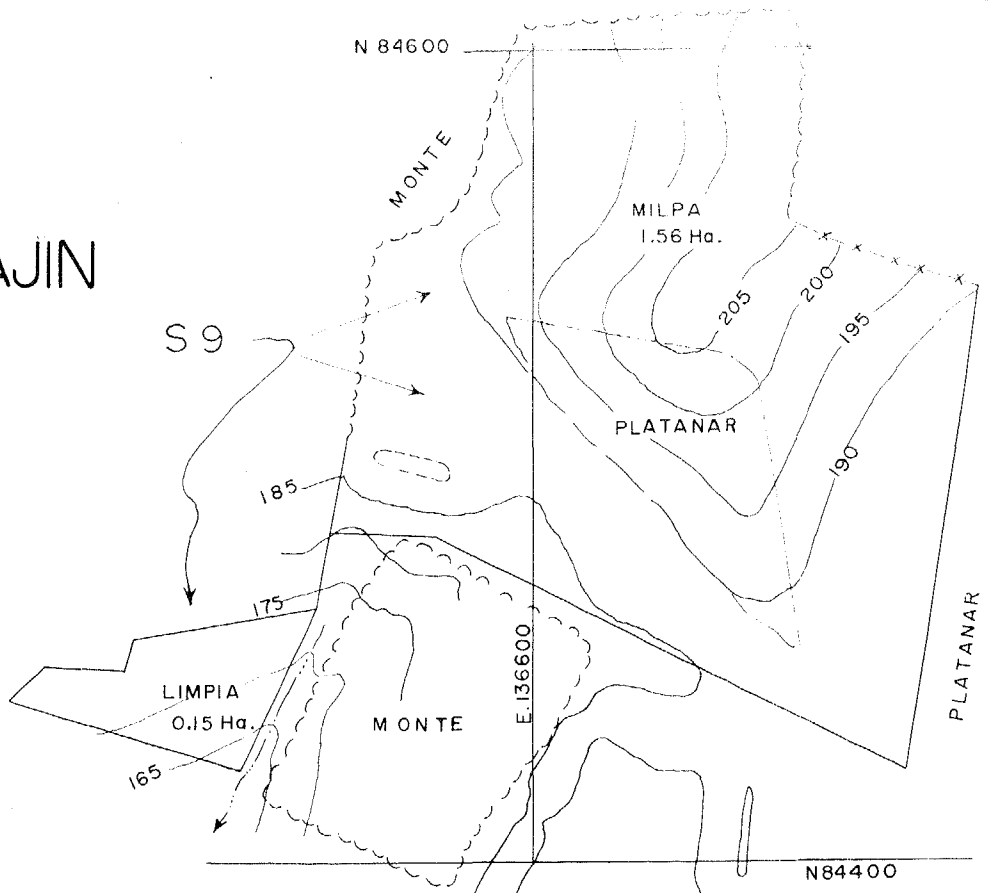 N 84600
MONTE
MILPA
1.56 Ha.
AJIN
S 9
205
200
195
190
PLATANAR
185
175
E. 136600
PLATANAR
LIMPIA
0.15 Ha.
MONTE
165
N84400